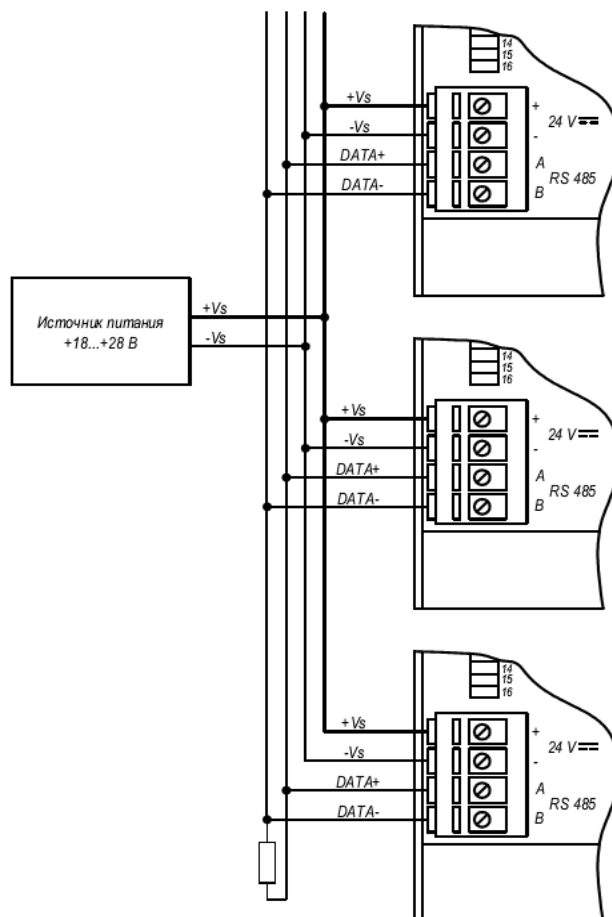 14
15
16
+Vs
+
24 V
-Vs
-
DATA+
A
RS 485
DATA-
B
Источник питания
+18...+28 В
+Vs
-Vs
14
15
16
+Vs
+
24 V
-Vs
-
DATA+
A
RS 485
DATA-
B
14
15
16
+Vs
+
24 V
-Vs
-
DATA+
A
RS 485
DATA-
B